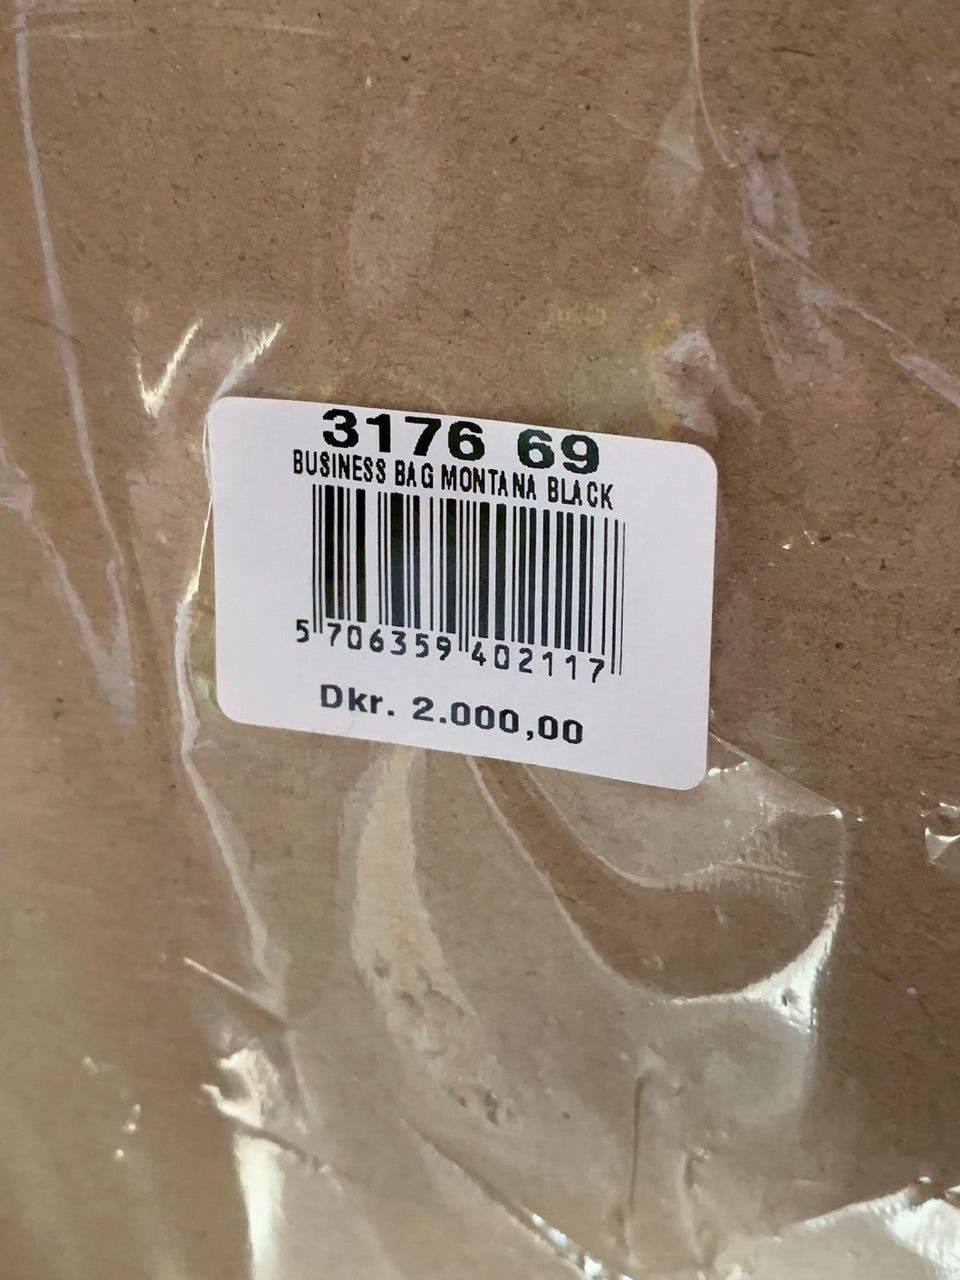 3176 69
BUSINESS BAG MONTANA BLACK
5 706359 402117
Dkr. 2.000,00